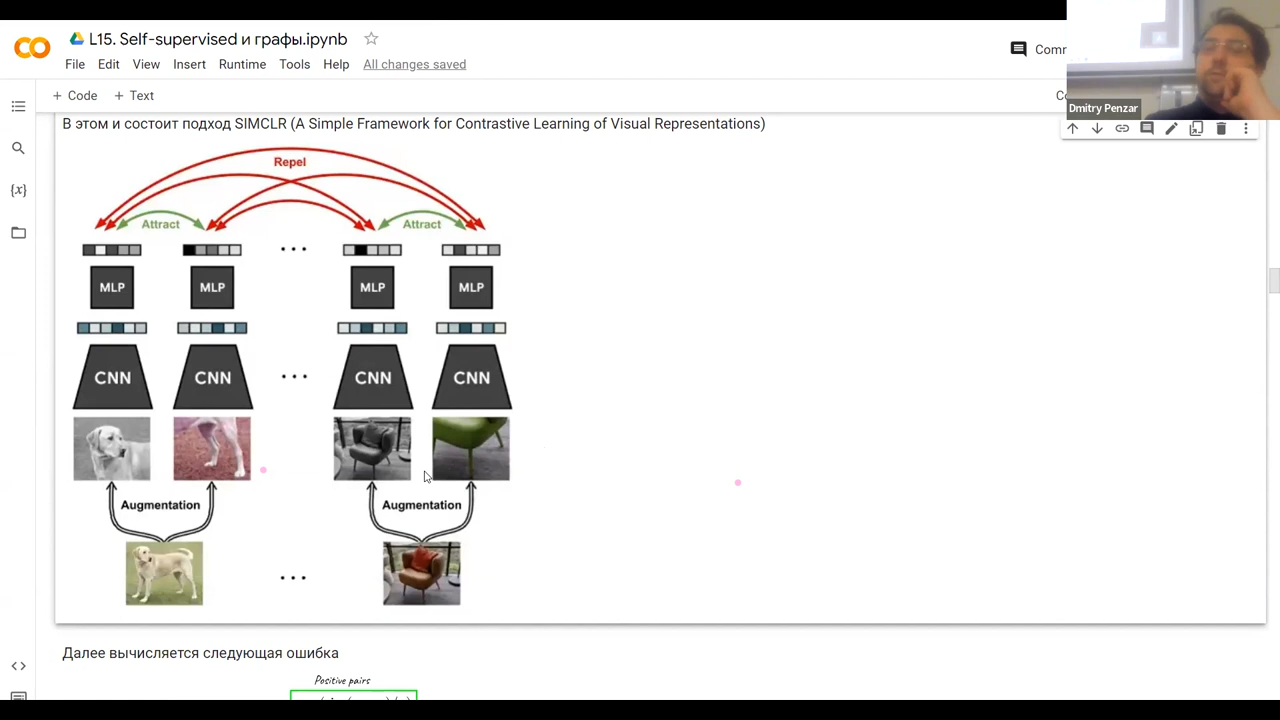 L15. Self-supervised и графы.ipynb
File Edit View Insert Runtime Tools Help All changes saved
Comm
Dmitry Penzar
+ Code + Text
Co
В этом и состоит подход SIMCLR (A Simple Framework for Contrastive Learning of Visual Representations)
Repel
Attract Attract
MLP MLP MLP MLP
CNN CNN CNN CNN
Augmentation Augmentation
Далее вычисляется следующая ошибка
Positive pairs